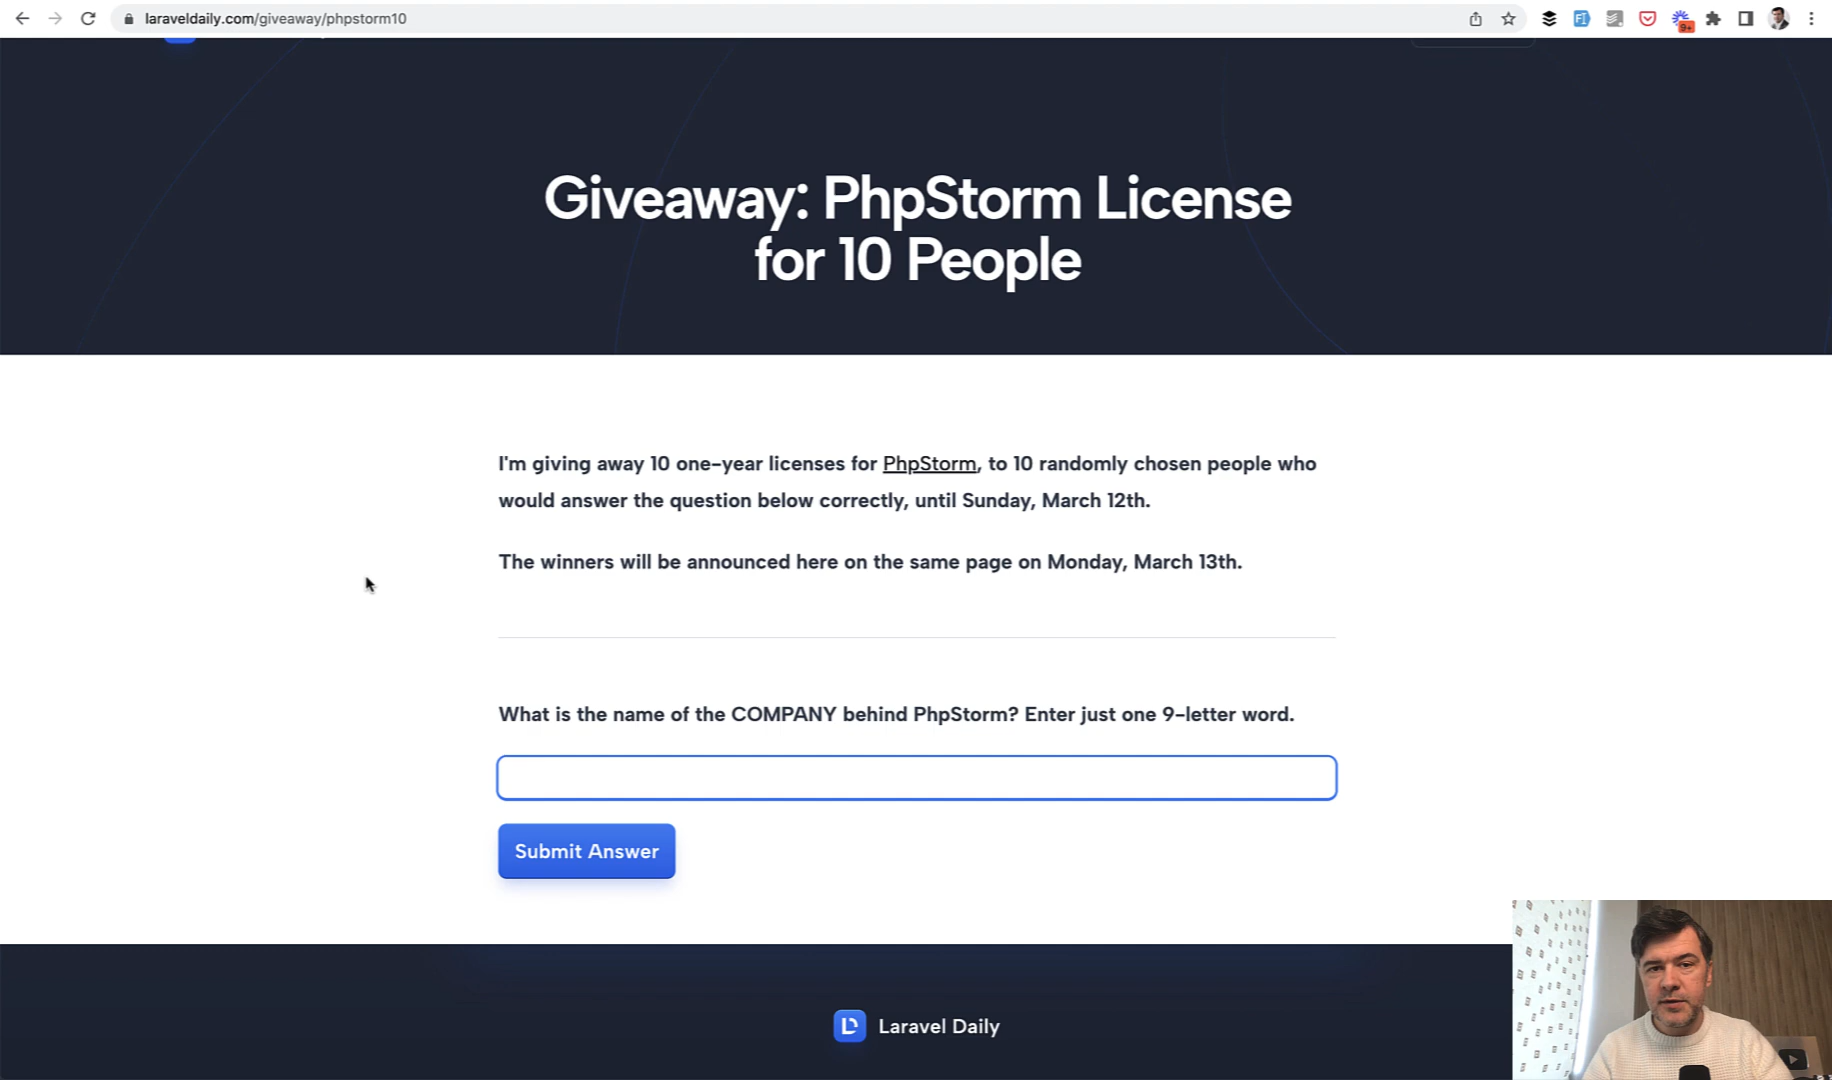 laraveldaily.com/giveaway/phpstorm10
9+
Giveaway: PhpStorm License
for 10 People
I'm giving away 10 one-year licenses for PhpStorm, to 10 randomly chosen people who
would answer the question below correctly, until Sunday, March 12th.
The winners will be announced here on the same page on Monday, March 13th.
What is the name of the COMPANY behind PhpStorm? Enter just one 9-letter word.
Submit Answer
Laravel Daily